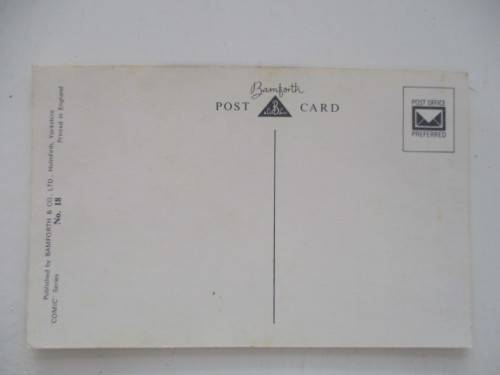 Bamforth
POST CARD
POST OFFICE
PREFERRED
Published by BAMFORTH & CO. LTD., Holmfirth, Yorkshire
'COMIC' Series
No. 18
Printed in England